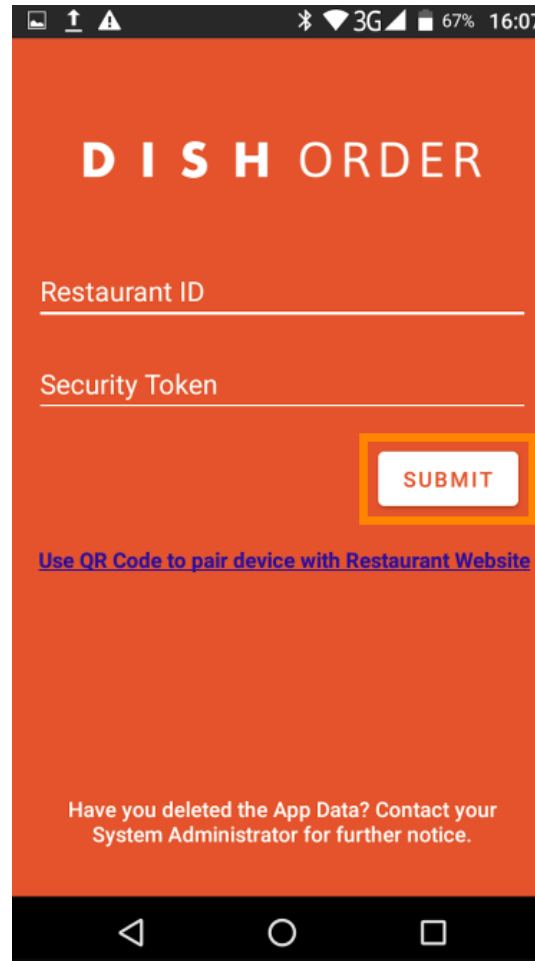 3G 67% 16:07
DISH ORDER
Restaurant ID
Security Token
SUBMIT
Use QR Code to pair device with Restaurant Website
Have you deleted the App Data? Contact your
System Administrator for further notice.